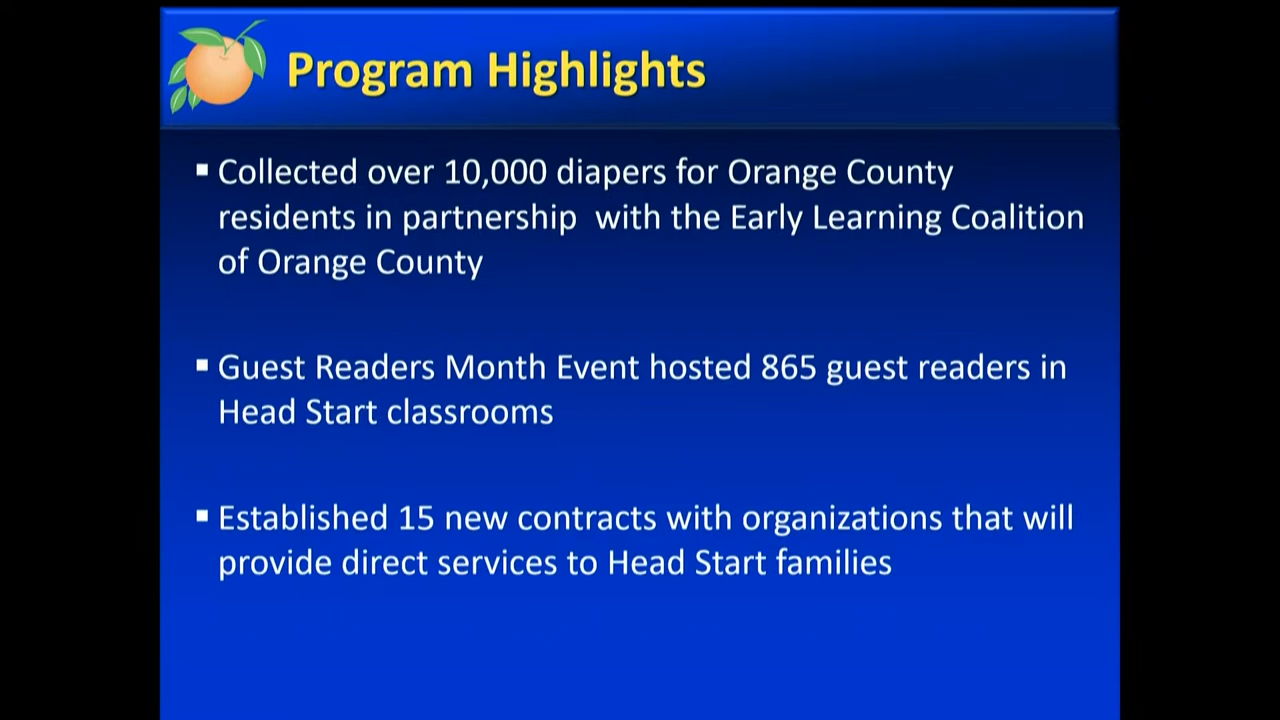 Program Highlights
▪ Collected over 10,000 diapers for Orange County
residents in partnership  with the Early Learning Coalition
of Orange County
▪ Guest Readers Month Event hosted 865 guest readers in
Head Start classrooms
▪ Established 15 new contracts with organizations that will
provide direct services to Head Start families